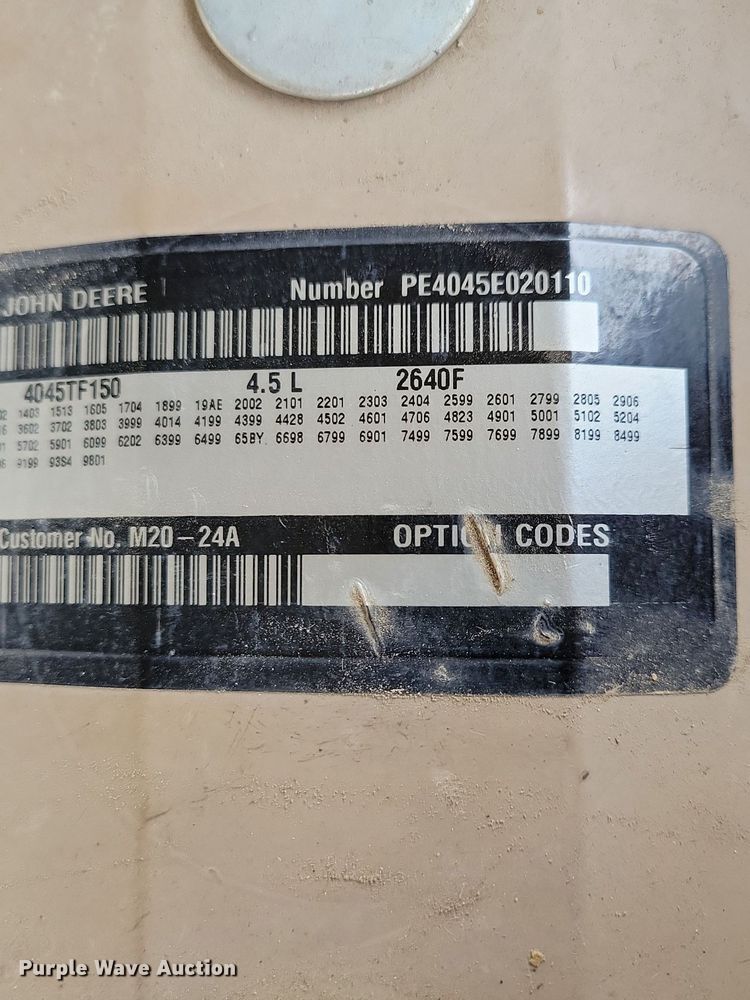 JOHN DEERE Number PE4045E020110
4045TF150 4.5 L 2640F
02 1403 1513 1605 1704 1899 19AE 2002 2101 2201 2303 2404 2599 2601 2799 2805 2906
16 3602 3702 3803 3999 4014 4199 4399 4428 4502 4601 4706 4823 4901 5001 5102 5204
5702 5901 6099 6202 6399 6499 65BY 6698 6799 6901 7499 7599 7699 7899 8199 8499
9199 93S4 9801
Customer No. M20-24A OPTION CODES
Purple Wave Auction